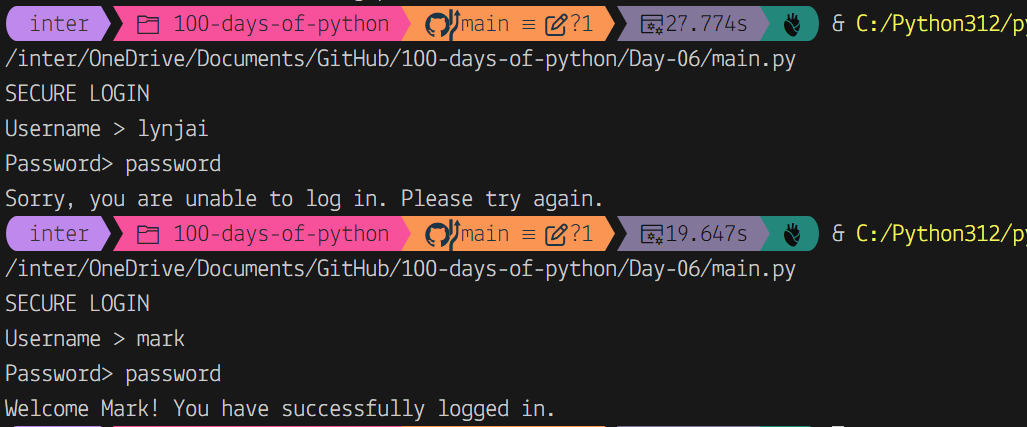 inter 100-days-of-python main ≡ ?1 27.774s & C:/Python312/py
/inter/OneDrive/Documents/GitHub/100-days-of-python/Day-06/main.py
SECURE LOGIN
Username > lynjai
Password> password
Sorry, you are unable to log in. Please try again.
inter 100-days-of-python main ≡ ?1 19.647s & C:/Python312/py
/inter/OneDrive/Documents/GitHub/100-days-of-python/Day-06/main.py
SECURE LOGIN
Username > mark
Password> password
Welcome Mark! You have successfully logged in.